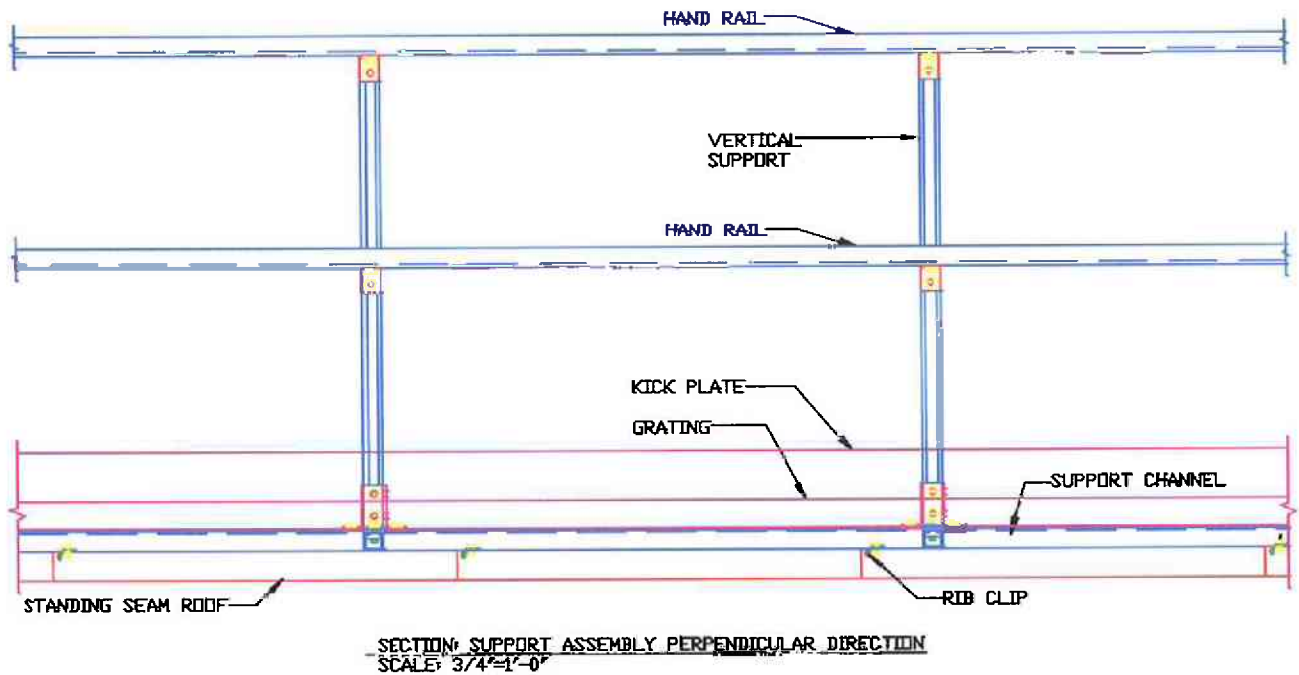 HAND RAIL
VERTICAL
SUPPORT
HAND RAIL
KICK PLATE
GRATING
SUPPORT CHANNEL
STANDING SEAM ROOF
RIB CLIP
SECTION: SUPPORT ASSEMBLY PERPENDICULAR DIRECTION
SCALE: 3/4"=1'-0"